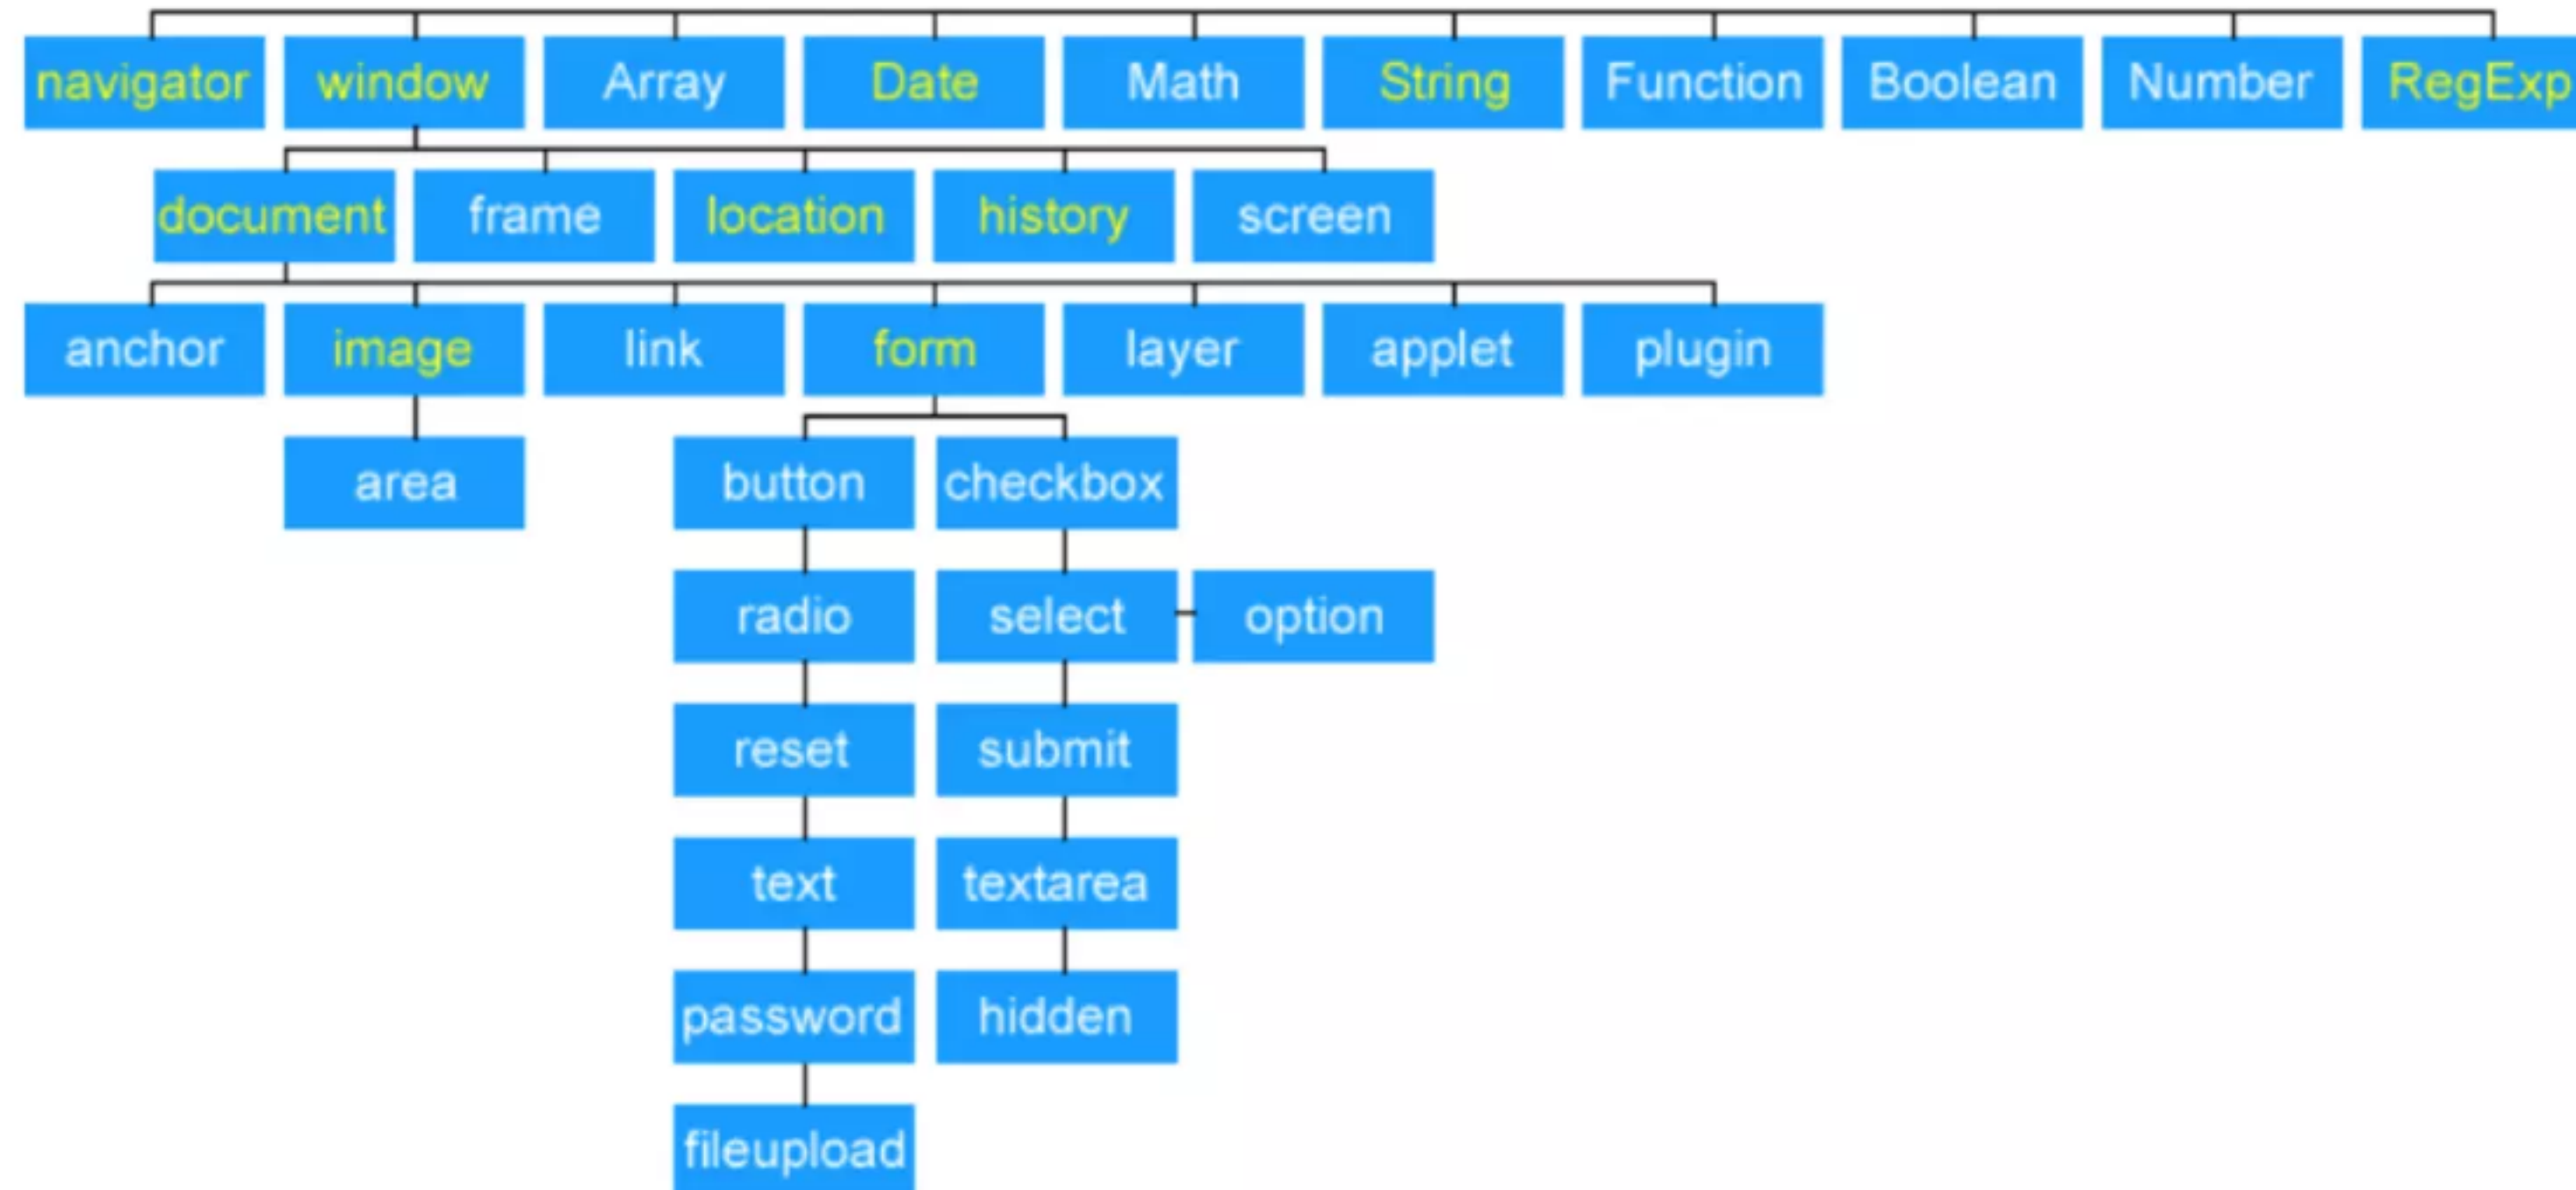 navigator window Array Date Math String Function Boolean Number RegExp
document frame location history screen
anchor image link form layer applet plugin
area button checkbox
radio select option
reset submit
text textarea
password hidden
fileupload